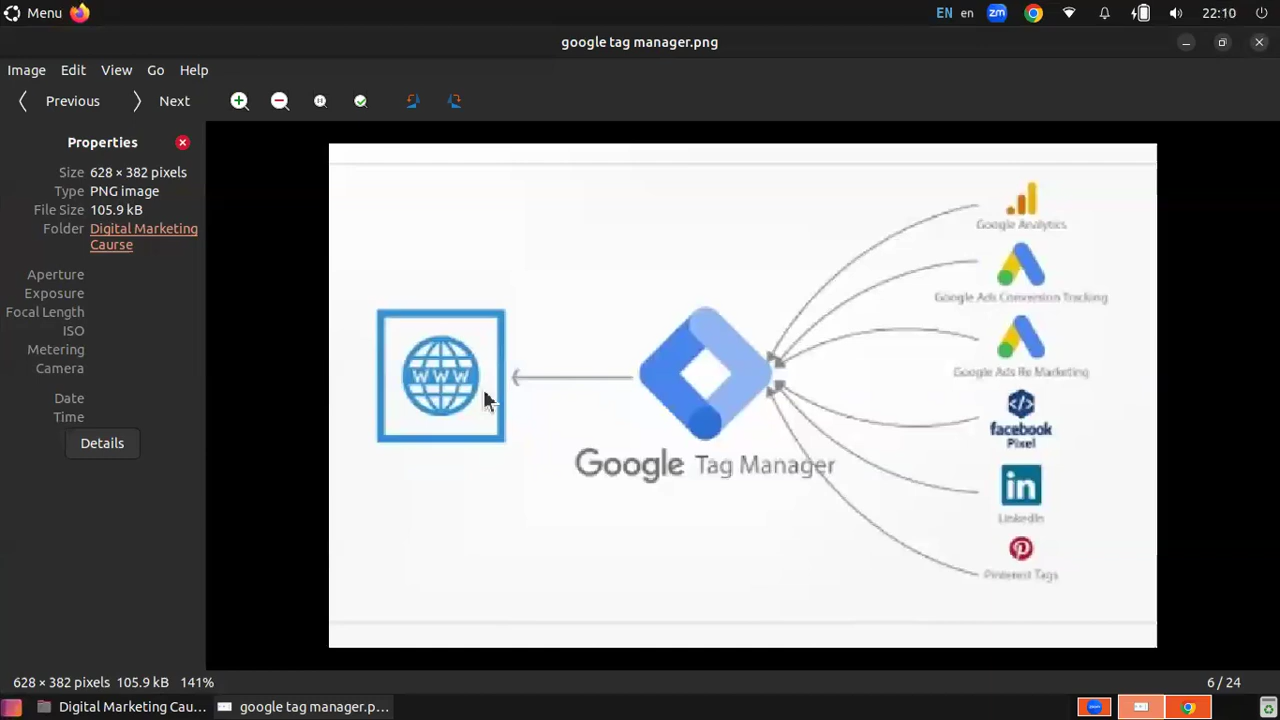 Menu
EN en zm 22:10
google tag manager.png
Image Edit View Go Help
Previous Next
Properties
Size 628 × 382 pixels
Type PNG image
File Size 105.9 kB
Folder Digital Marketing
Caurse
Aperture
Exposure
Focal Length
ISO
Metering
Camera
Date
Time
Details
Google Analytics
Google Ads Conversion Tracking
Google Ads Re Marketing
WWW
</>
facebook
Pixel
Google Tag Manager
in
LinkedIn
Pinterest Tags
628 × 382 pixels 105.9 kB 141%
6 / 24
Digital Marketing Cau...
google tag manager.p...
zm